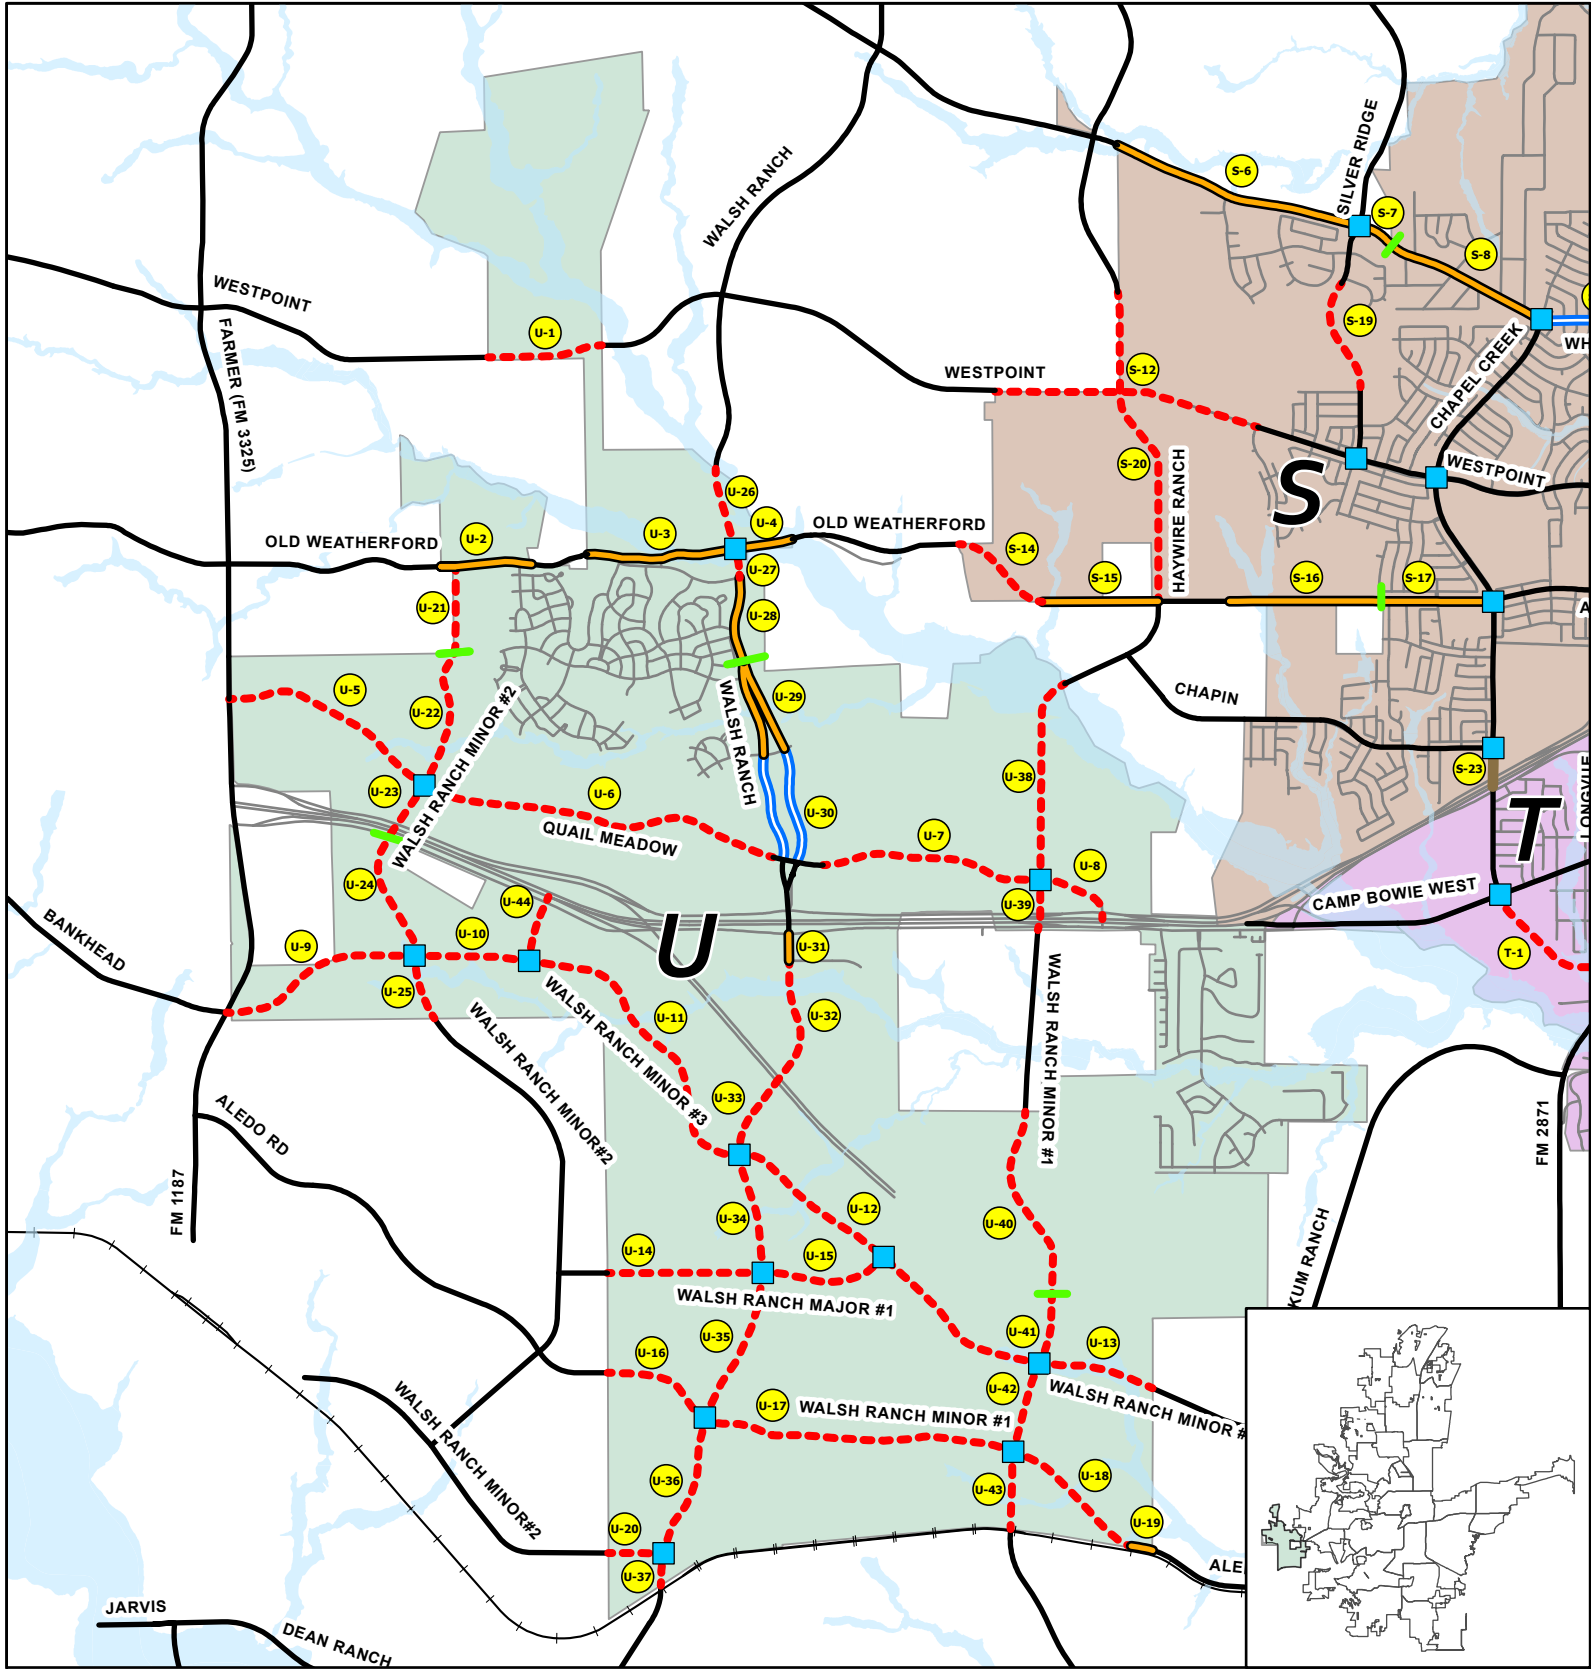 S-6
SILVER RIDGE
S-7
WALSH RANCH
S-8
WESTPOINT
U-1
S-19
WH
FARMER (FM 3325)
WESTPOINT
S-12
CHAPEL CREEK
S-20
HAYWIRE RANCH
WESTPOINT
S
U-26
U-4
OLD WEATHERFORD
U-3
U-2
OLD WEATHERFORD
S-14
U-27
S-15
S-16
S-17
A
U-21
U-28
U-5
U-22
WALSH RANCH MINOR #2
WALSH RANCH
U-29
CHAPIN
U-38
S-23
LONGVUE
U-23
U-6
U-30
QUAIL MEADOW
U-7
T
U-8
U-24
U-44
U-39
CAMP BOWIE WEST
BANKHEAD
U-9
U-10
U
U-31
T-1
U-25
WALSH RANCH MINOR #3
U-11
U-32
WALSH RANCH MINOR#2
WALSH RANCH MINOR #1
ALEDO RD
U-33
FM 2871
FM 1187
U-34
U-12
U-40
U-14
U-15
KUM RANCH
WALSH RANCH MAJOR #1
U-35
U-41
U-13
U-16
U-42
WALSH RANCH MINOR #
WALSH RANCH MINOR#2
U-17
WALSH RANCH MINOR #1
U-36
U-43
U-18
U-20
U-19
U-37
ALE
JARVIS
DEAN RANCH